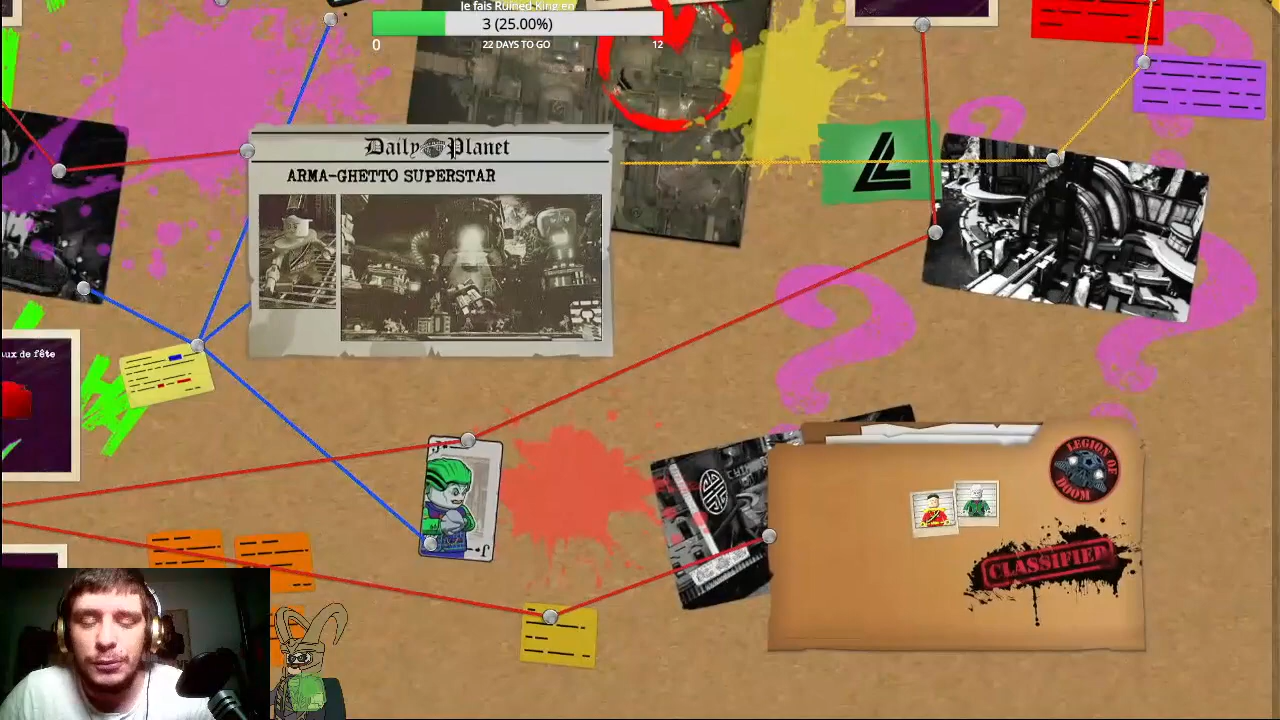 je fais Ruined King en
3 (25.00%)
0
22 DAYS TO GO
12
Daily Planet
ARMA-GHETTO SUPERSTAR
aux de fête
LEGION OF
DOOM
CLASSIFIED